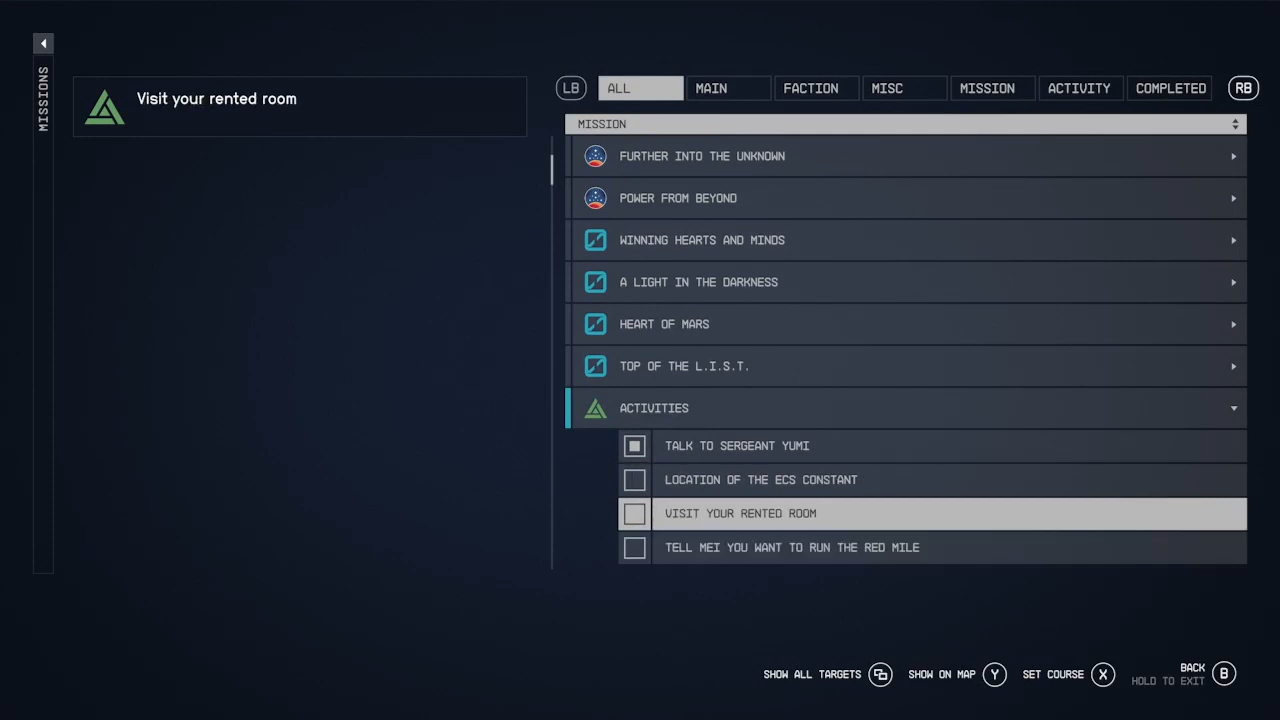 MISSIONS
Visit your rented room
LB
ALL
MAIN
FACTION
MISC
MISSION
ACTIVITY
COMPLETED
RB
MISSION
FURTHER INTO THE UNKNOWN
POWER FROM BEYOND
WINNING HEARTS AND MINDS
A LIGHT IN THE DARKNESS
HEART OF MARS
TOP OF THE L.I.S.T.
ACTIVITIES
TALK TO SERGEANT YUMI
LOCATION OF THE ECS CONSTANT
VISIT YOUR RENTED ROOM
TELL MEI YOU WANT TO RUN THE RED MILE
SHOW ALL TARGETS
SHOW ON MAP Y
SET COURSE X
BACK B
HOLD TO EXIT